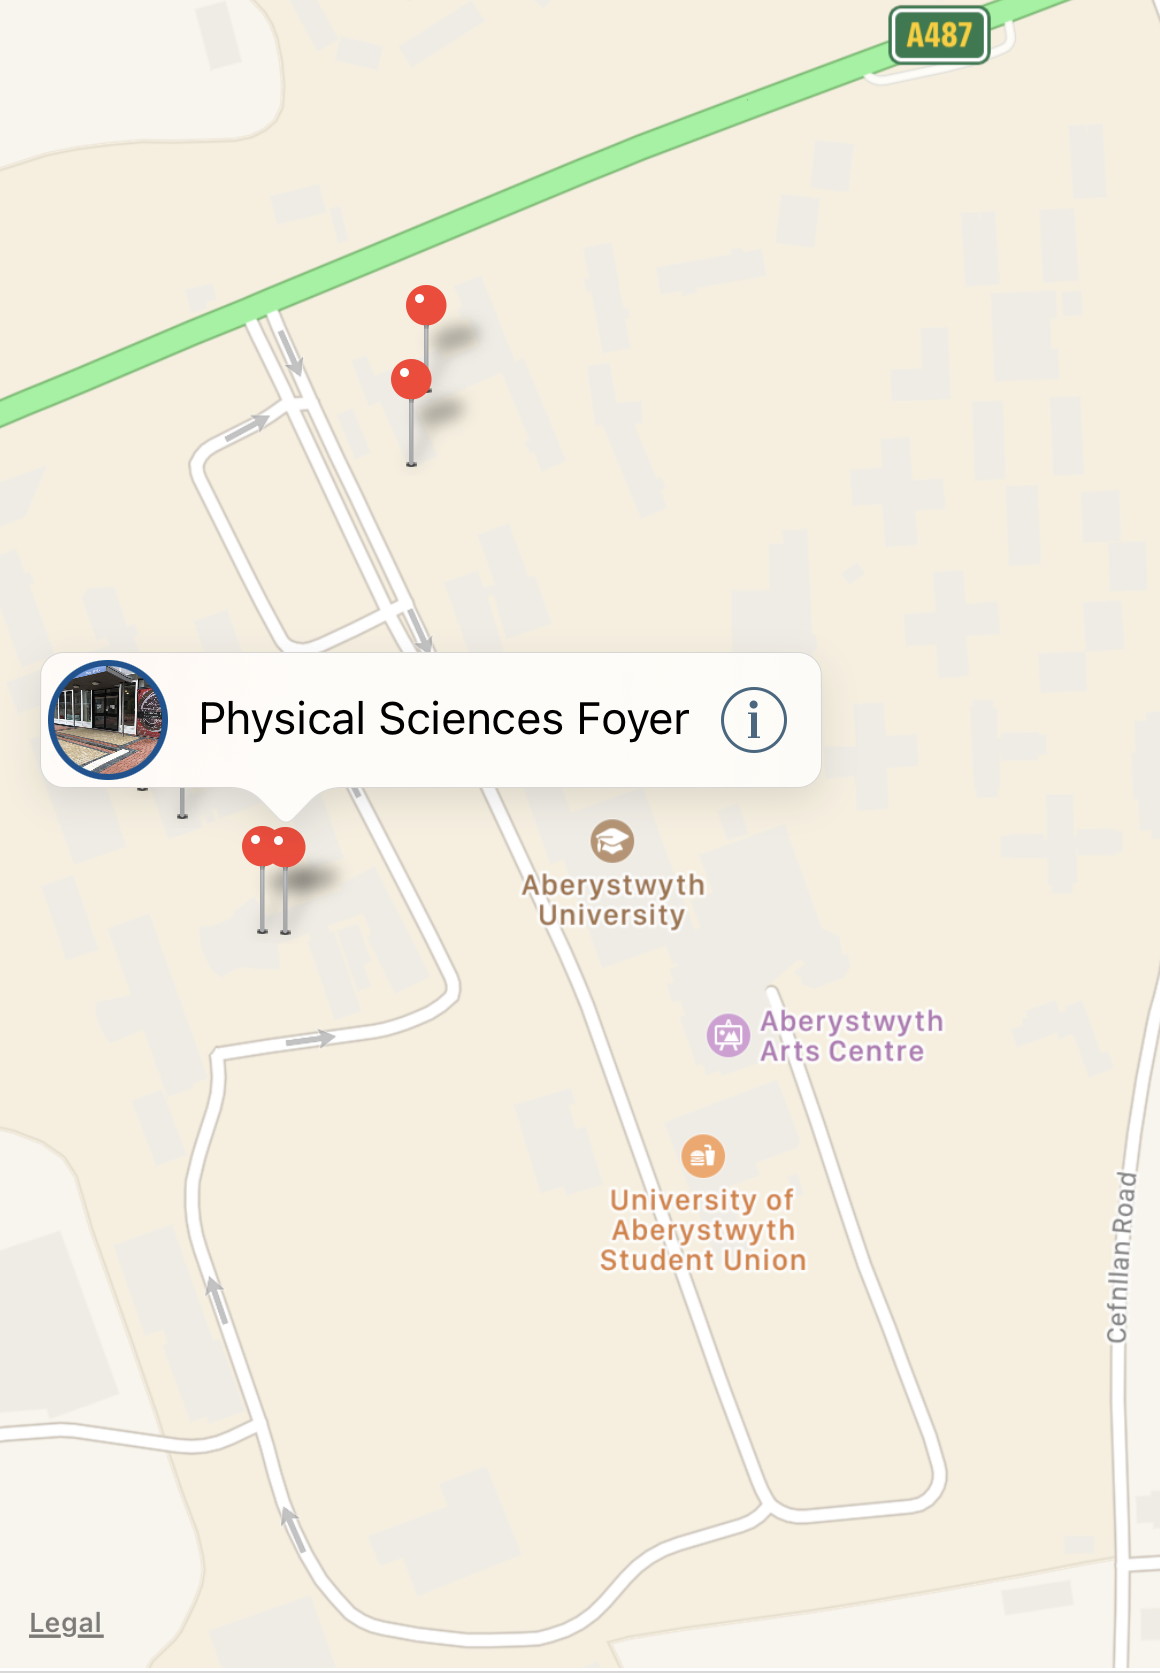 A487
Physical Sciences Foyer
i
Aberystwyth
University
Aberystwyth
Arts Centre
University of
Aberystwyth
Student Union
Cefnllan Road
Legal